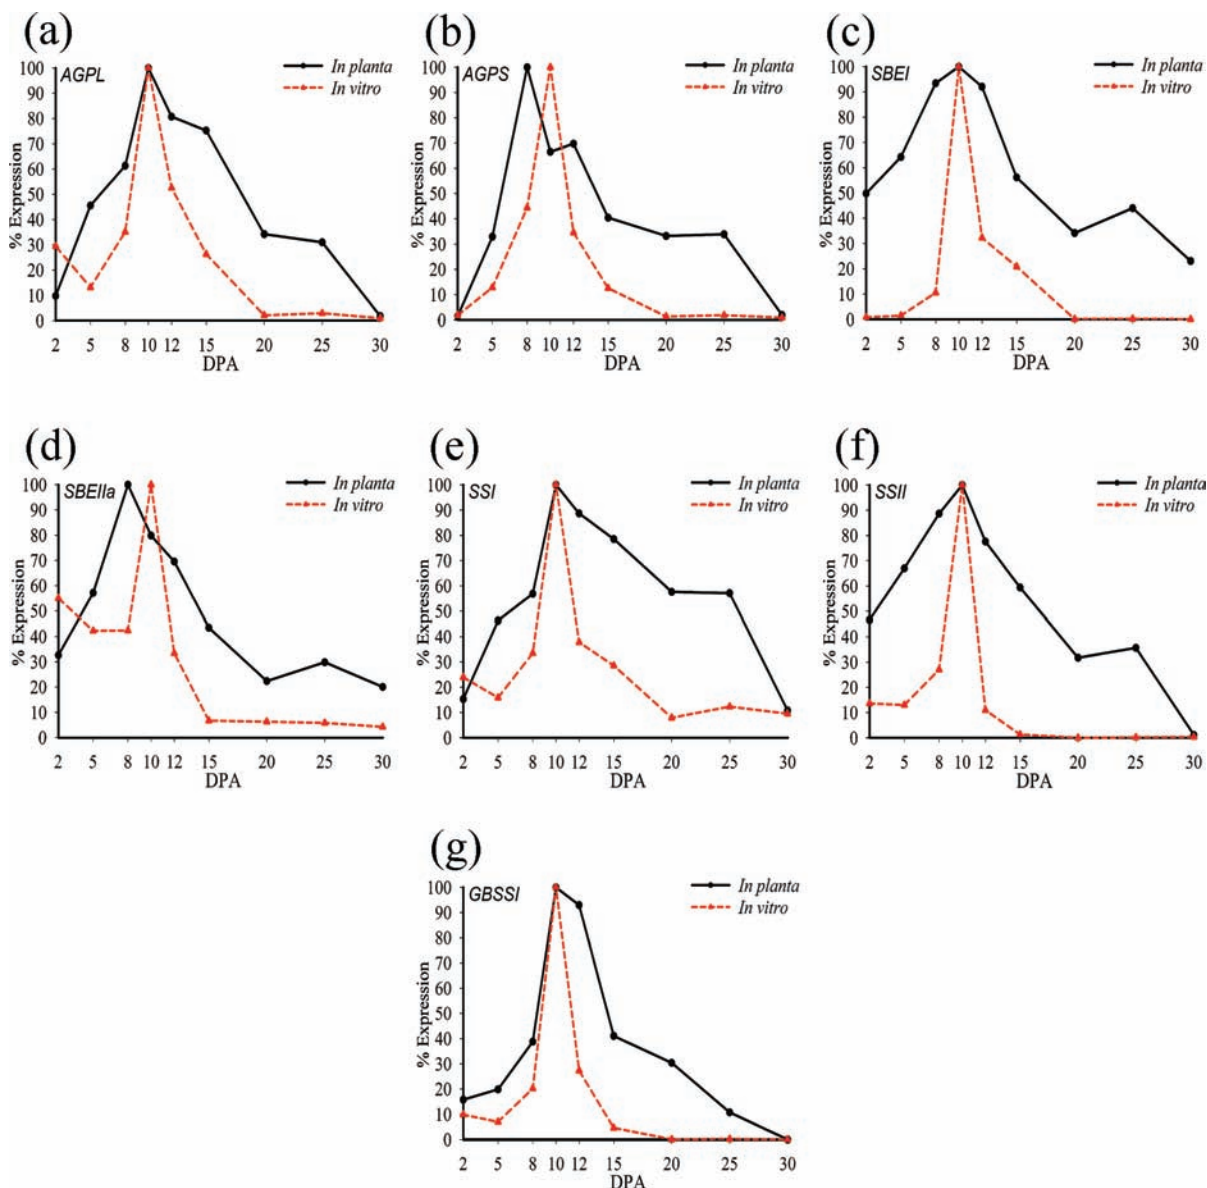 (a)
AGPL
In planta
In vitro
100
90
80
70
60
50
40
30
20
10
0
% Expression
2 5 8 10 12 15 20 25 30
DPA
(b)
AGPS
In planta
In vitro
100
90
80
70
60
50
40
30
20
10
0
% Expression
2 5 8 10 12 15 20 25 30
DPA
(c)
SBEI
In planta
In vitro
100
90
80
70
60
50
40
30
20
10
0
% Expression
2 5 8 10 12 15 20 25 30
DPA
(d)
SBEIIa
In planta
In vitro
100
90
80
70
60
50
40
30
20
10
0
% Expression
2 5 8 10 12 15 20 25 30
DPA
(e)
SSI
In planta
In vitro
100
90
80
70
60
50
40
30
20
10
0
% Expression
2 5 8 10 12 15 20 25 30
DPA
(f)
SSII
In planta
In vitro
100
90
80
70
60
50
40
30
20
10
0
% Expression
2 5 8 10 12 15 20 25 30
DPA
(g)
GBSSI
In planta
In vitro
100
90
80
70
60
50
40
30
20
10
0
% Expression
2 5 8 10 12 15 20 25 30
DPA